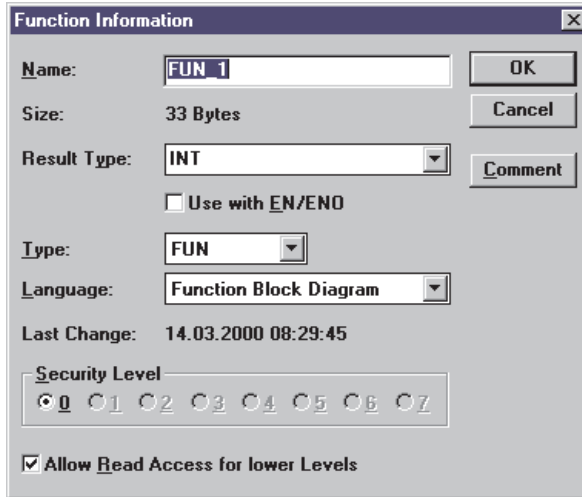 Function Information
Name: FUN_1 OK
Size: 33 Bytes Cancel
Result Type: INT Comment
Use with EN/ENO
Type: FUN
Language: Function Block Diagram
Last Change: 14.03.2000 08:29:45
Security Level
0 1 2 3 4 5 6 7
Allow Read Access for lower Levels